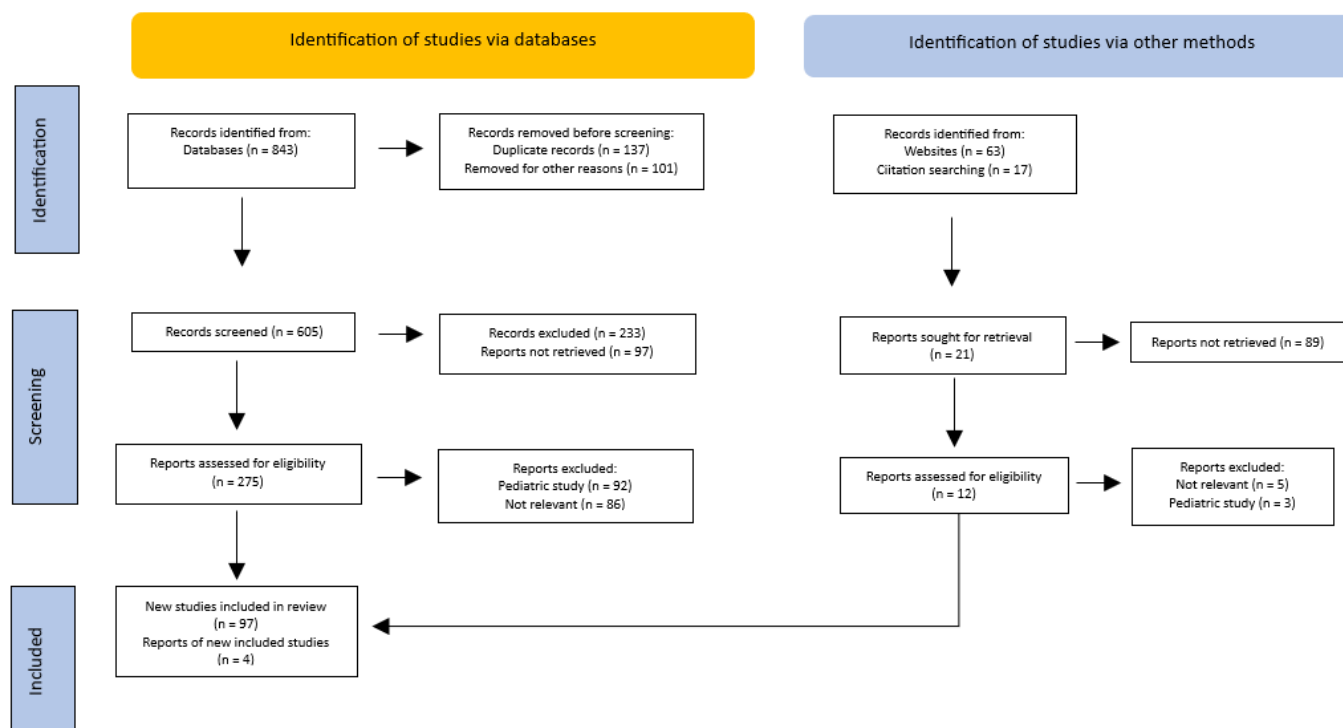 Identification of studies via databases
Identification of studies via other methods
Identification
Records identified from:
Databases (n = 843)
Records removed before screening:
Duplicate records (n = 137)
Removed for other reasons (n = 101)
Records identified from:
Websites (n = 63)
Ciitation searching (n = 17)
Screening
Records screened (n = 605)
Records excluded (n = 233)
Reports not retrieved (n = 97)
Reports sought for retrieval
(n = 21)
Reports not retrieved (n = 89)
Reports assessed for eligibility
(n = 275)
Reports excluded:
Pediatric study (n = 92)
Not relevant (n = 86)
Reports assessed for eligibility
(n = 12)
Reports excluded:
Not relevant (n = 5)
Pediatric study (n = 3)
Included
New studies included in review
(n = 97)
Reports of new included studies
(n = 4)